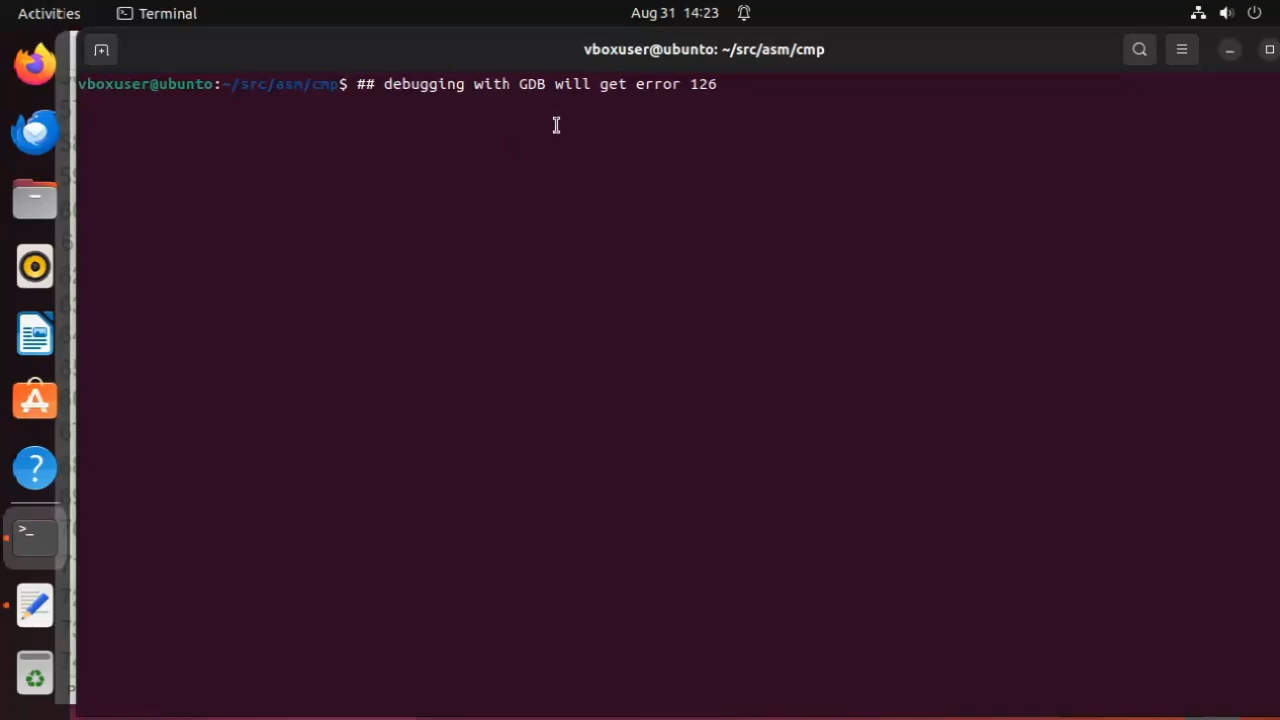 Activities
Terminal
Aug 31 14:23
vboxuser@ubunto: ~/src/asm/cmp
vboxuser@ubunto:~/src/asm/cmp$ ## debugging with GDB will get error 126